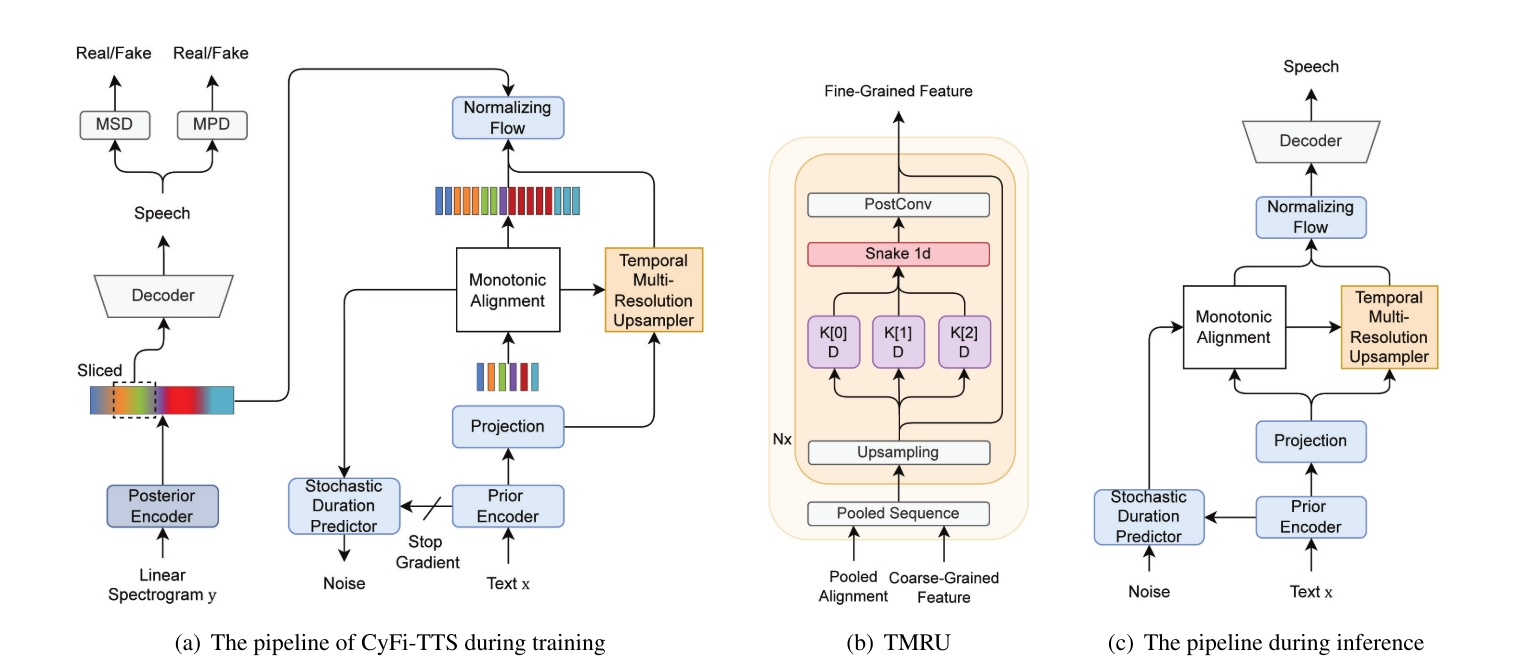 Real/Fake Real/Fake
MSD MPD
Speech
Decoder
Sliced
Posterior
Encoder
Linear
Spectrogram y
Normalizing
Flow
Monotonic
Alignment
Temporal
Multi-
Resolution
Upsampler
Projection
Stochastic
Duration
Predictor
Prior
Encoder
Stop
Gradient
Noise
Text x
(a) The pipeline of CyFi-TTS during training
Fine-Grained Feature
PostConv
Snake 1d
K[0] K[1] K[2]
D D D
Nx
Upsampling
Pooled Sequence
Pooled
Alignment
Coarse-Grained
Feature
(b) TMRU
Speech
Decoder
Normalizing
Flow
Monotonic
Alignment
Temporal
Multi-
Resolution
Upsampler
Projection
Stochastic
Duration
Predictor
Prior
Encoder
Noise
Text x
(c) The pipeline during inference